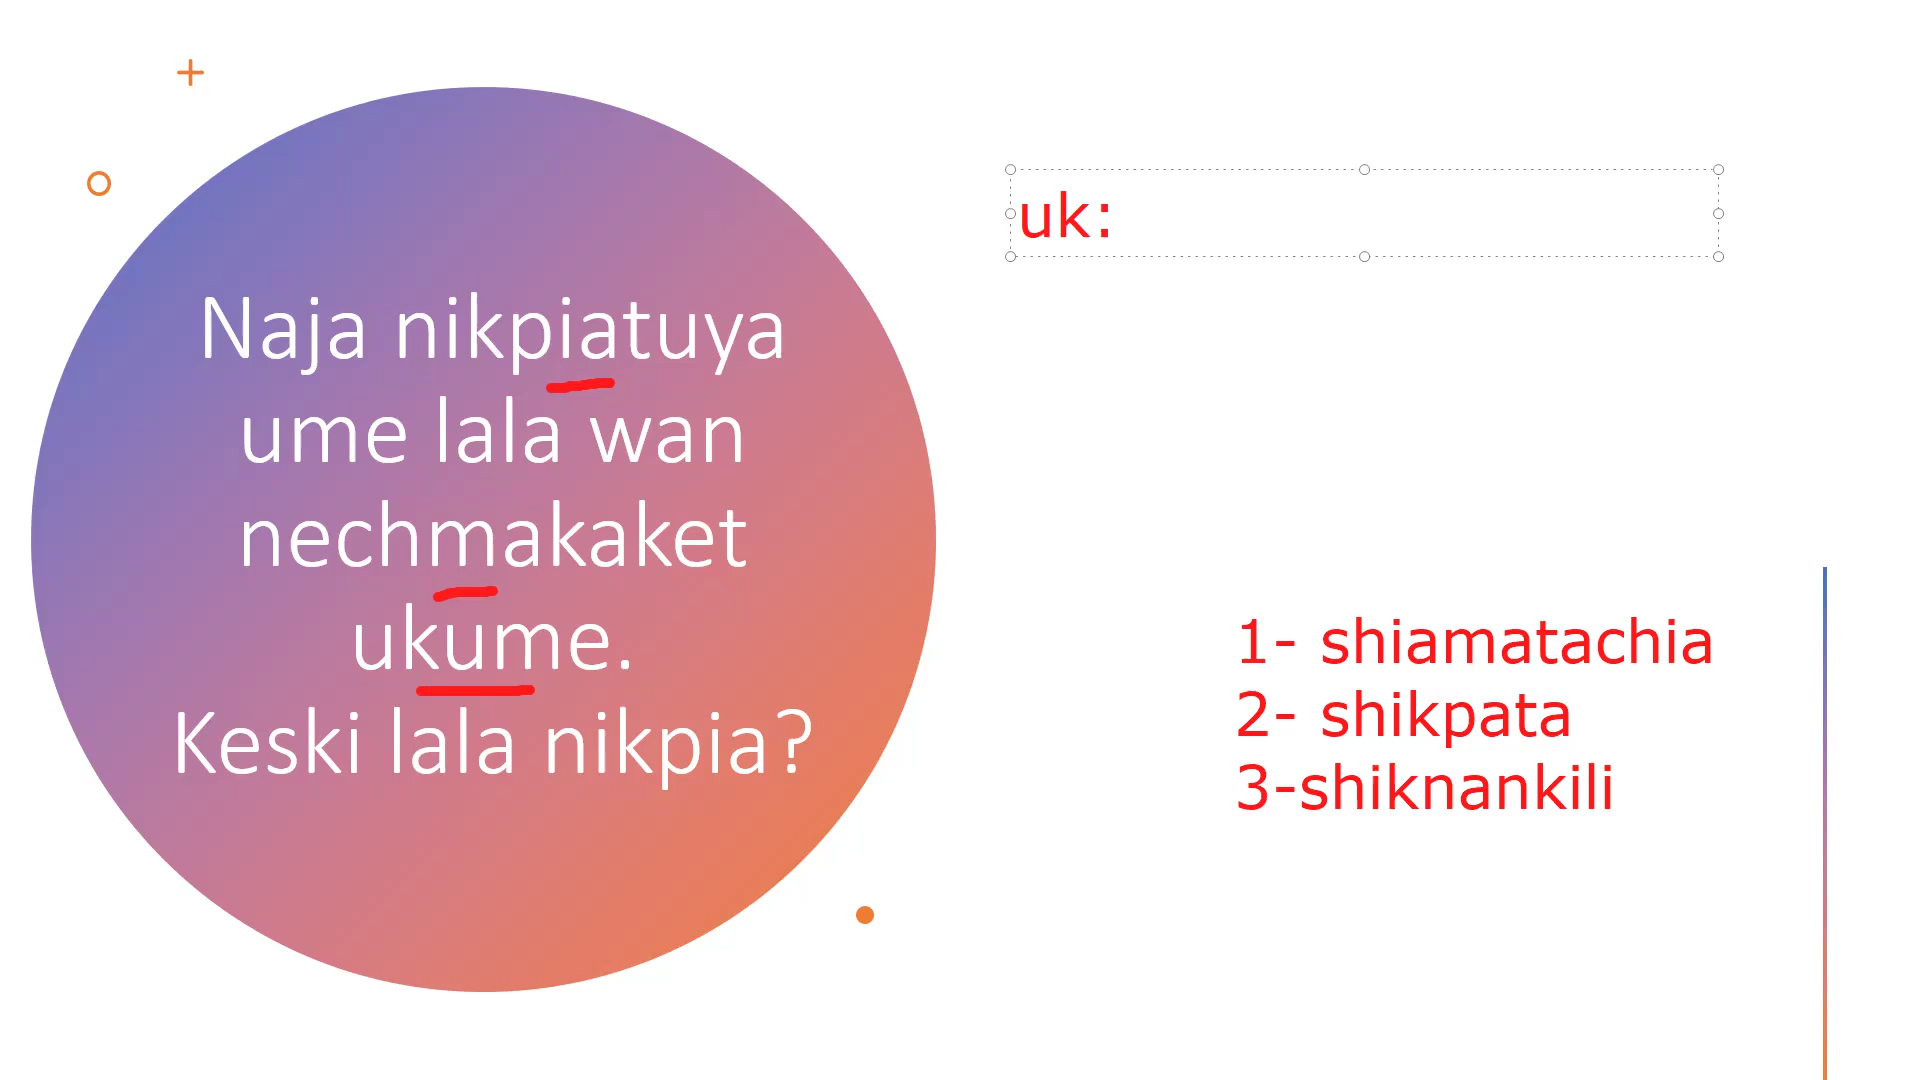 Naja nikpiatuya
ume lala wan
nechmakaket
ukume.
Keski lala nikpia?
uk:
1- shiamatachia
2- shikpata
3-shiknankili